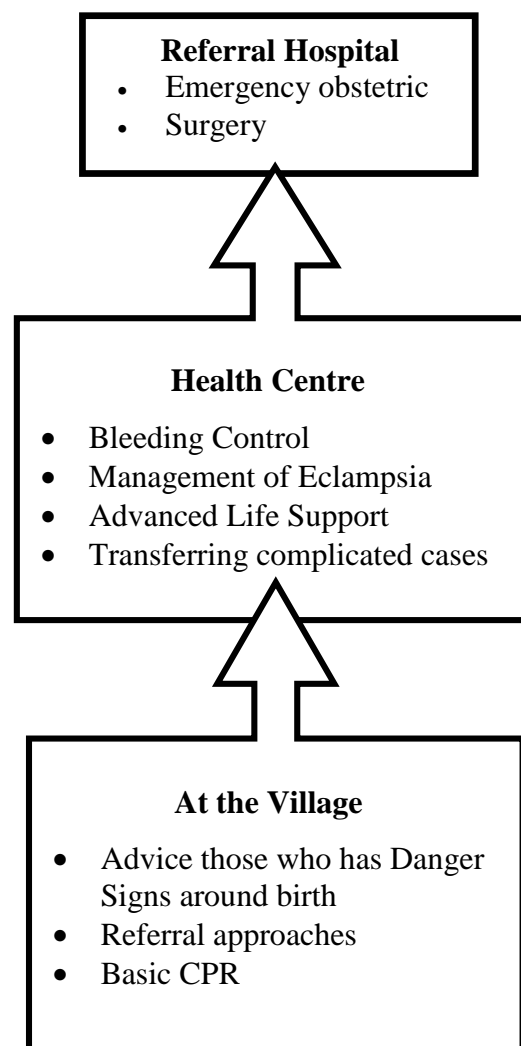 Referral Hospital
• Emergency obstetric
• Surgery
Health Centre
• Bleeding Control
• Management of Eclampsia
• Advanced Life Support
• Transferring complicated cases
At the Village
• Advice those who has Danger
Signs around birth
• Referral approaches
• Basic CPR